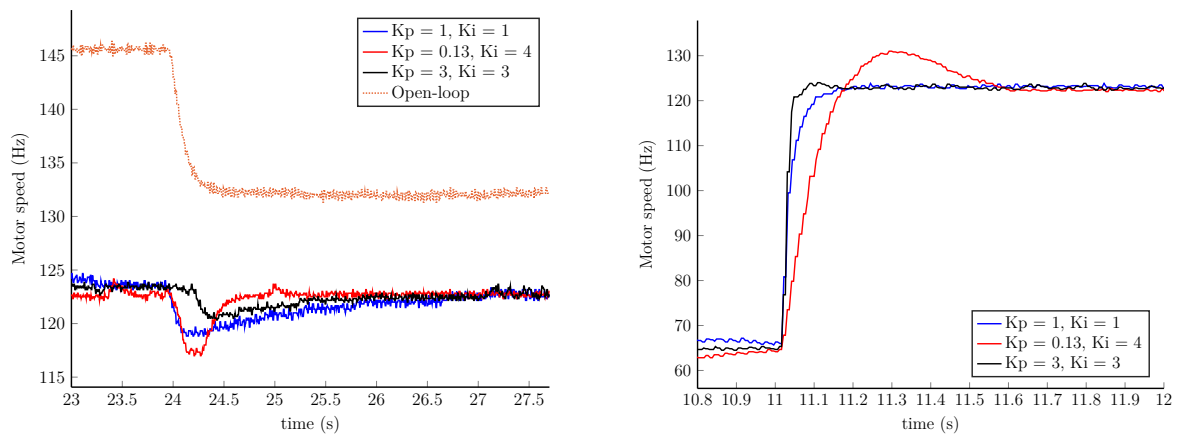 Kp = 1, Ki = 1
Kp = 0.13, Ki = 4
Kp = 3, Ki = 3
Open-loop
145
140
135
130
125
120
115
Motor speed (Hz)
23 23.5 24 24.5 25 25.5 26 26.5 27 27.5
time (s)
130
120
110
100
90
80
70
60
Motor speed (Hz)
Kp = 1, Ki = 1
Kp = 0.13, Ki = 4
Kp = 3, Ki = 3
10.8 10.9 11 11.1 11.2 11.3 11.4 11.5 11.6 11.7 11.8 11.9 12
time (s)